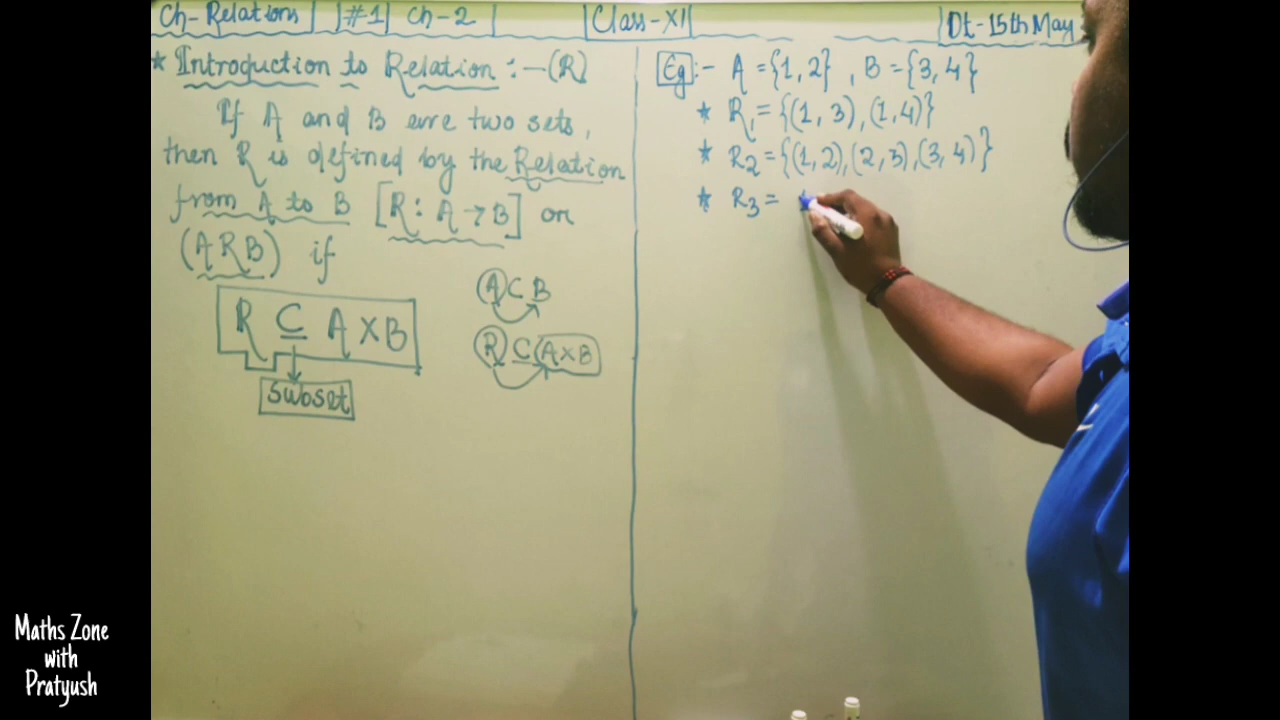 Ch-Relations #1 Ch-2 Class-XI Dt-15th May
* Introduction to Relation :-(R)
If A and B are two sets,
then R is defined by the Relation
from A to B [R: A→B] or
(ARB) if
R ⊆ A×B
subset
A ⊂ B
R ⊆ (A×B
Eg:- A = {1, 2} , B = {3, 4}
* R₁ = {(1, 3), (1, 4)}
* R₂ = {(1, 2), (2, 3), (3, 4)}
* R₃ =
Maths Zone
with
Pratyush